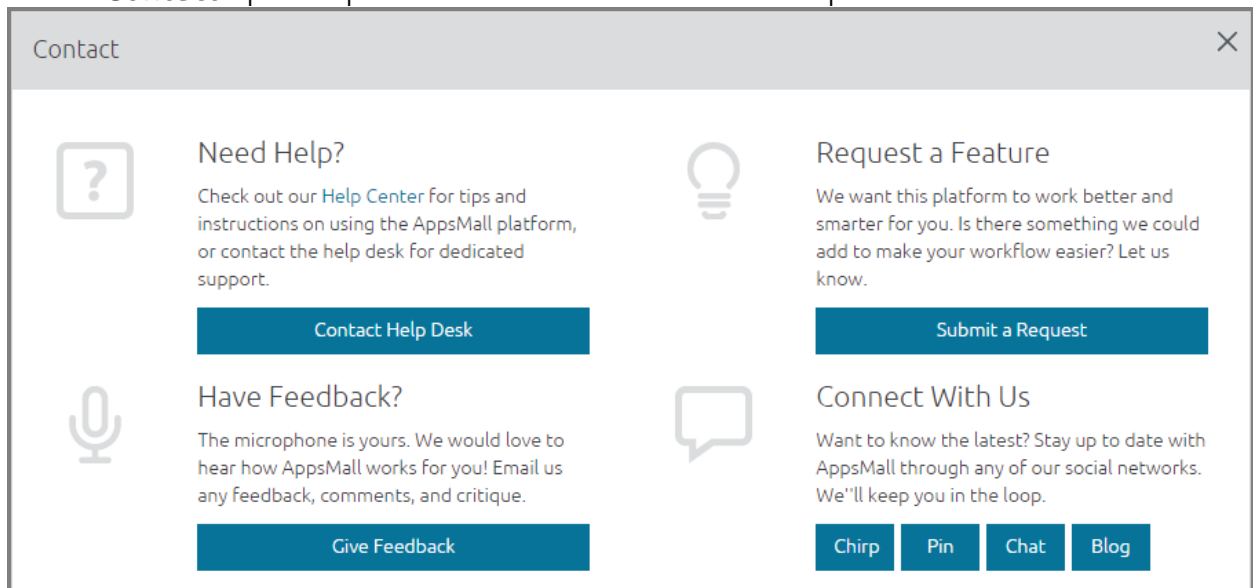 Contact
Need Help?
Check out our Help Center for tips and
instructions on using the AppsMall platform,
or contact the help desk for dedicated
support.
Contact Help Desk
Request a Feature
We want this platform to work better and
smarter for you. Is there something we could
add to make your workflow easier? Let us
know.
Submit a Request
Have Feedback?
The microphone is yours. We would love to
hear how AppsMall works for you! Email us
any feedback, comments, and critique.
Give Feedback
Connect With Us
Want to know the latest? Stay up to date with
AppsMall through any of our social networks.
We''ll keep you in the loop.
Chirp Pin Chat Blog